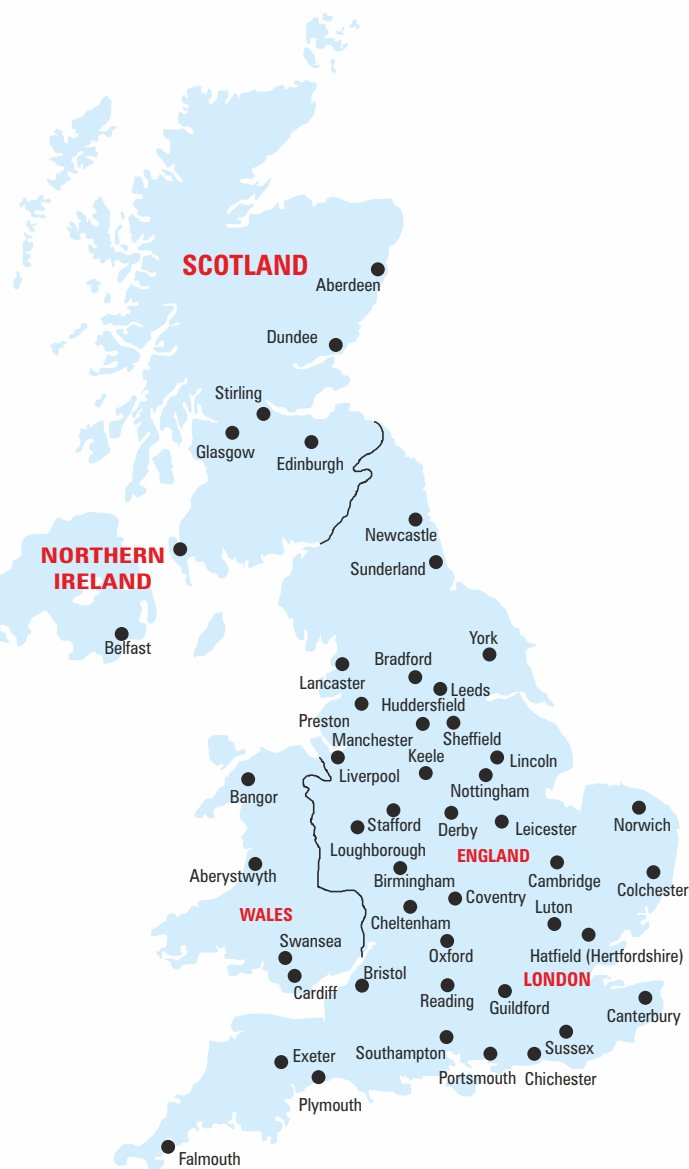 SCOTLAND
Aberdeen
Dundee
Stirling
Glasgow
Edinburgh
Newcastle
NORTHERN
IRELAND
Sunderland
Belfast
York
Bradford
Lancaster
Leeds
Huddersfield
Preston
Manchester
Sheffield
Keele
Lincoln
Liverpool
Nottingham
Bangor
Stafford
Derby
Leicester
Norwich
Loughborough
ENGLAND
Aberystwyth
Birmingham
Cambridge
Colchester
Coventry
Luton
WALES
Cheltenham
Swansea
Oxford
Hatfield (Hertfordshire)
Bristol
LONDON
Cardiff
Reading
Guildford
Canterbury
Exeter
Southampton
Sussex
Portsmouth
Chichester
Plymouth
Falmouth